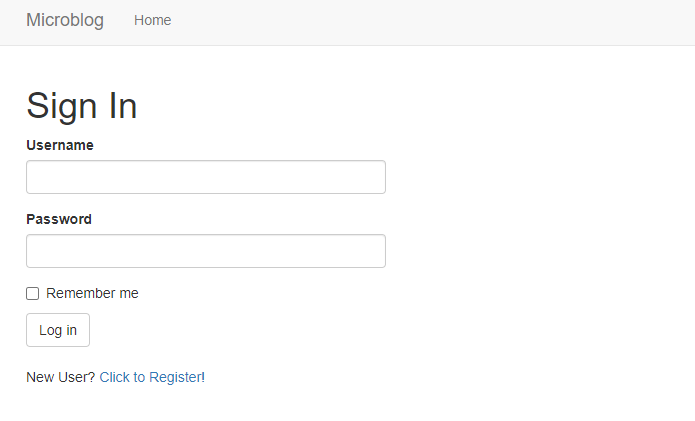 Microblog Home
Sign In
Username
Password
Remember me
Log in
New User? Click to Register!